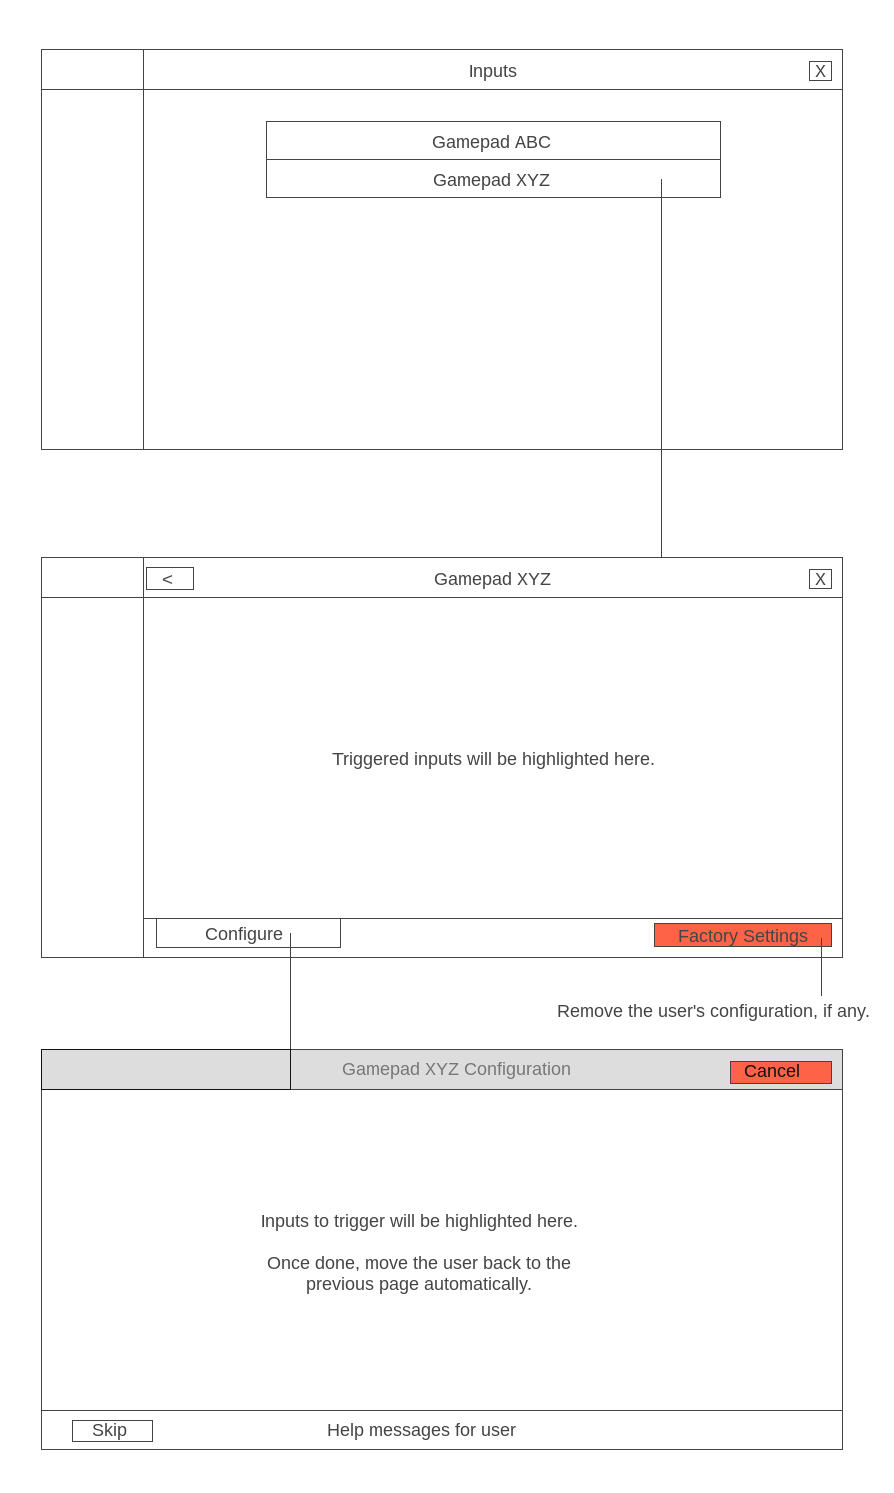 Inputs
X
Gamepad ABC
Gamepad XYZ
<
Gamepad XYZ
X
Triggered inputs will be highlighted here.
Configure
Factory Settings
Remove the user's configuration, if any.
Gamepad XYZ Configuration
Cancel
Inputs to trigger will be highlighted here.
Once done, move the user back to the
previous page automatically.
Skip
Help messages for user